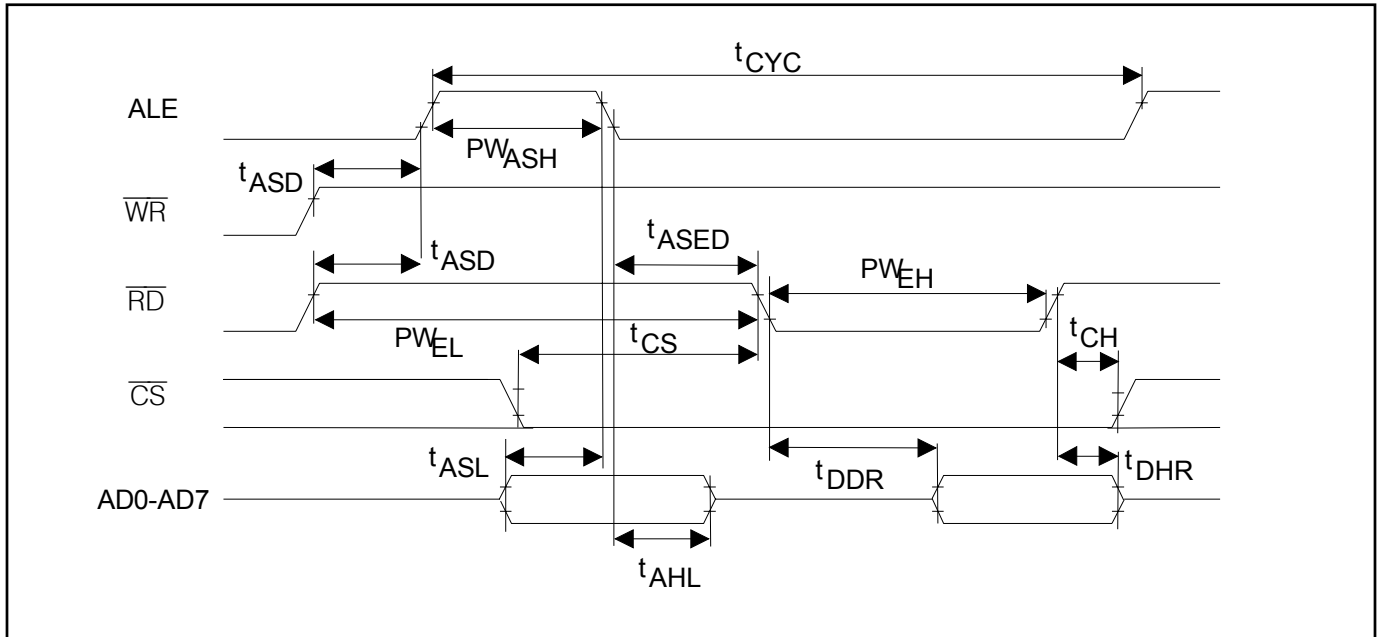 tCYC
ALE
PWASH
tASD
WR
tASED
tASD
PWEH
RD
tCS
tCH
PWEL
CS
tASL
tDDR
tDHR
AD0-AD7
tAHL